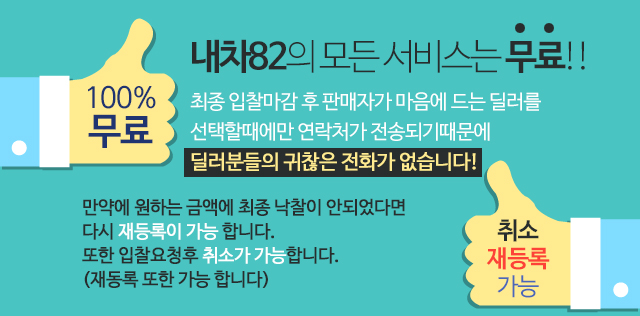 100%
무료
내차82의 모든 서비스는 무료!!
최종 입찰마감 후 판매자가 마음에 드는 딜러를
선택할때에만 연락처가 전송되기때문에
딜러분들의 귀찮은 전화가 없습니다!
만약에 원하는 금액에 최종 낙찰이 안되었다면
다시 재등록이 가능 합니다.
또한 입찰요청후 취소가 가능합니다.
(재동록 또한 가능 합니다)
취소
재등록
가능